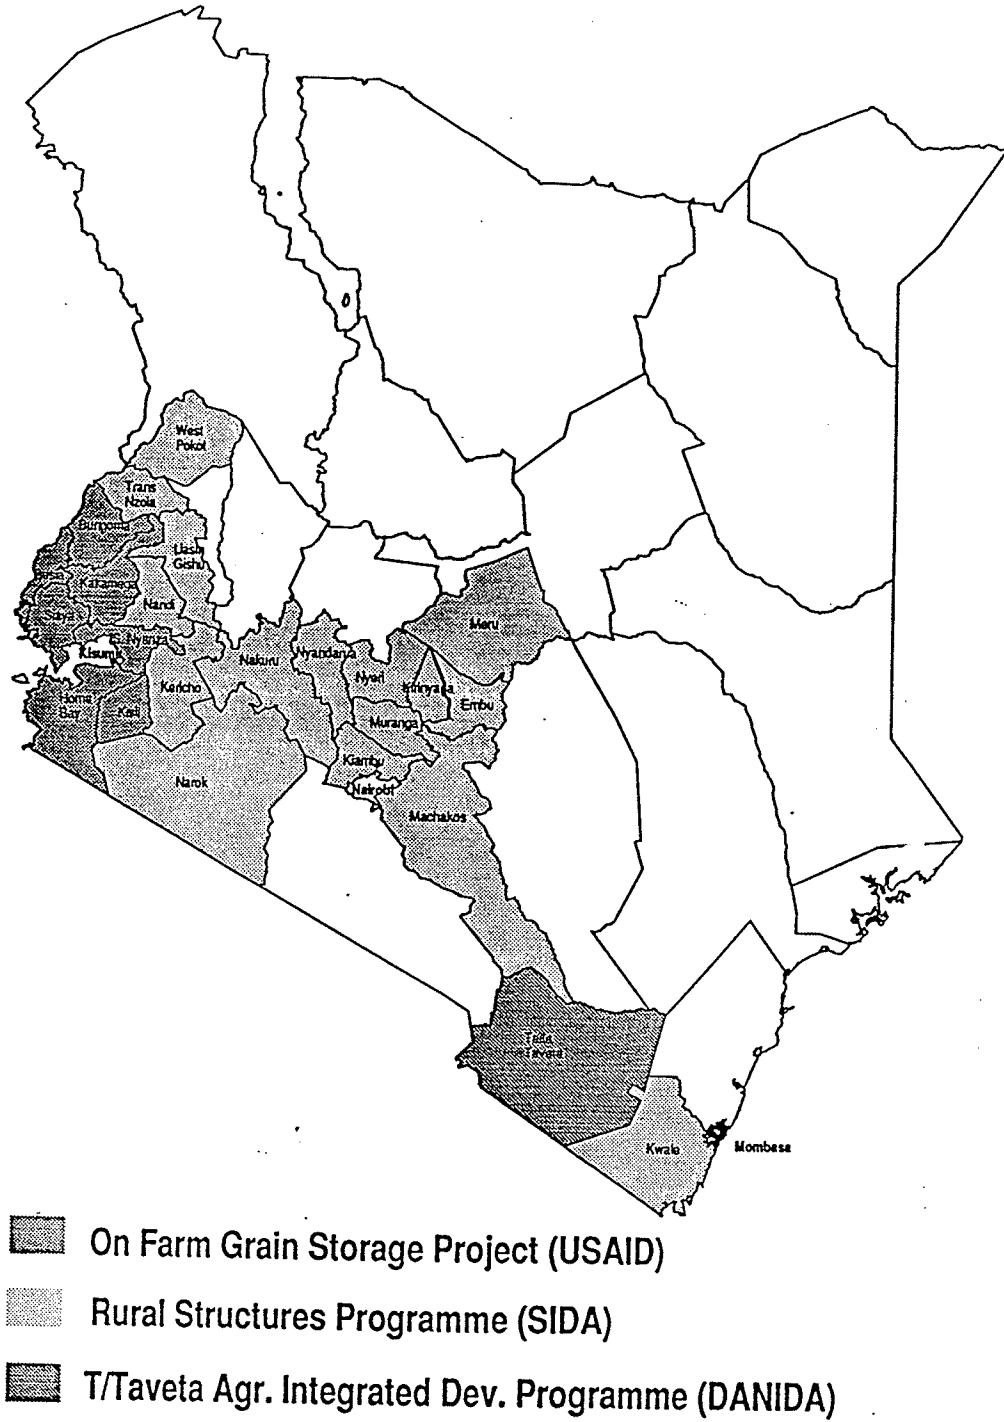 West
Pokot
Trans
Nzoia
Bungoma
Uasin
Gishu
Busia
Kakamega
Nandi
Siaya
S. Nyanza
Kisumu
Meru
Nakuru
Nyandarua
Nyeri
Kirinyaga
Kericho
Embu
Homa
Bay
Kisii
Muranga
Kiambu
Narok
Nairobi
Machakos
Taita
Taveta
Kwale
Mombasa
On Farm Grain Storage Project (USAID)
Rural Structures Programme (SIDA)
T/Taveta Agr. Integrated Dev. Programme (DANIDA)